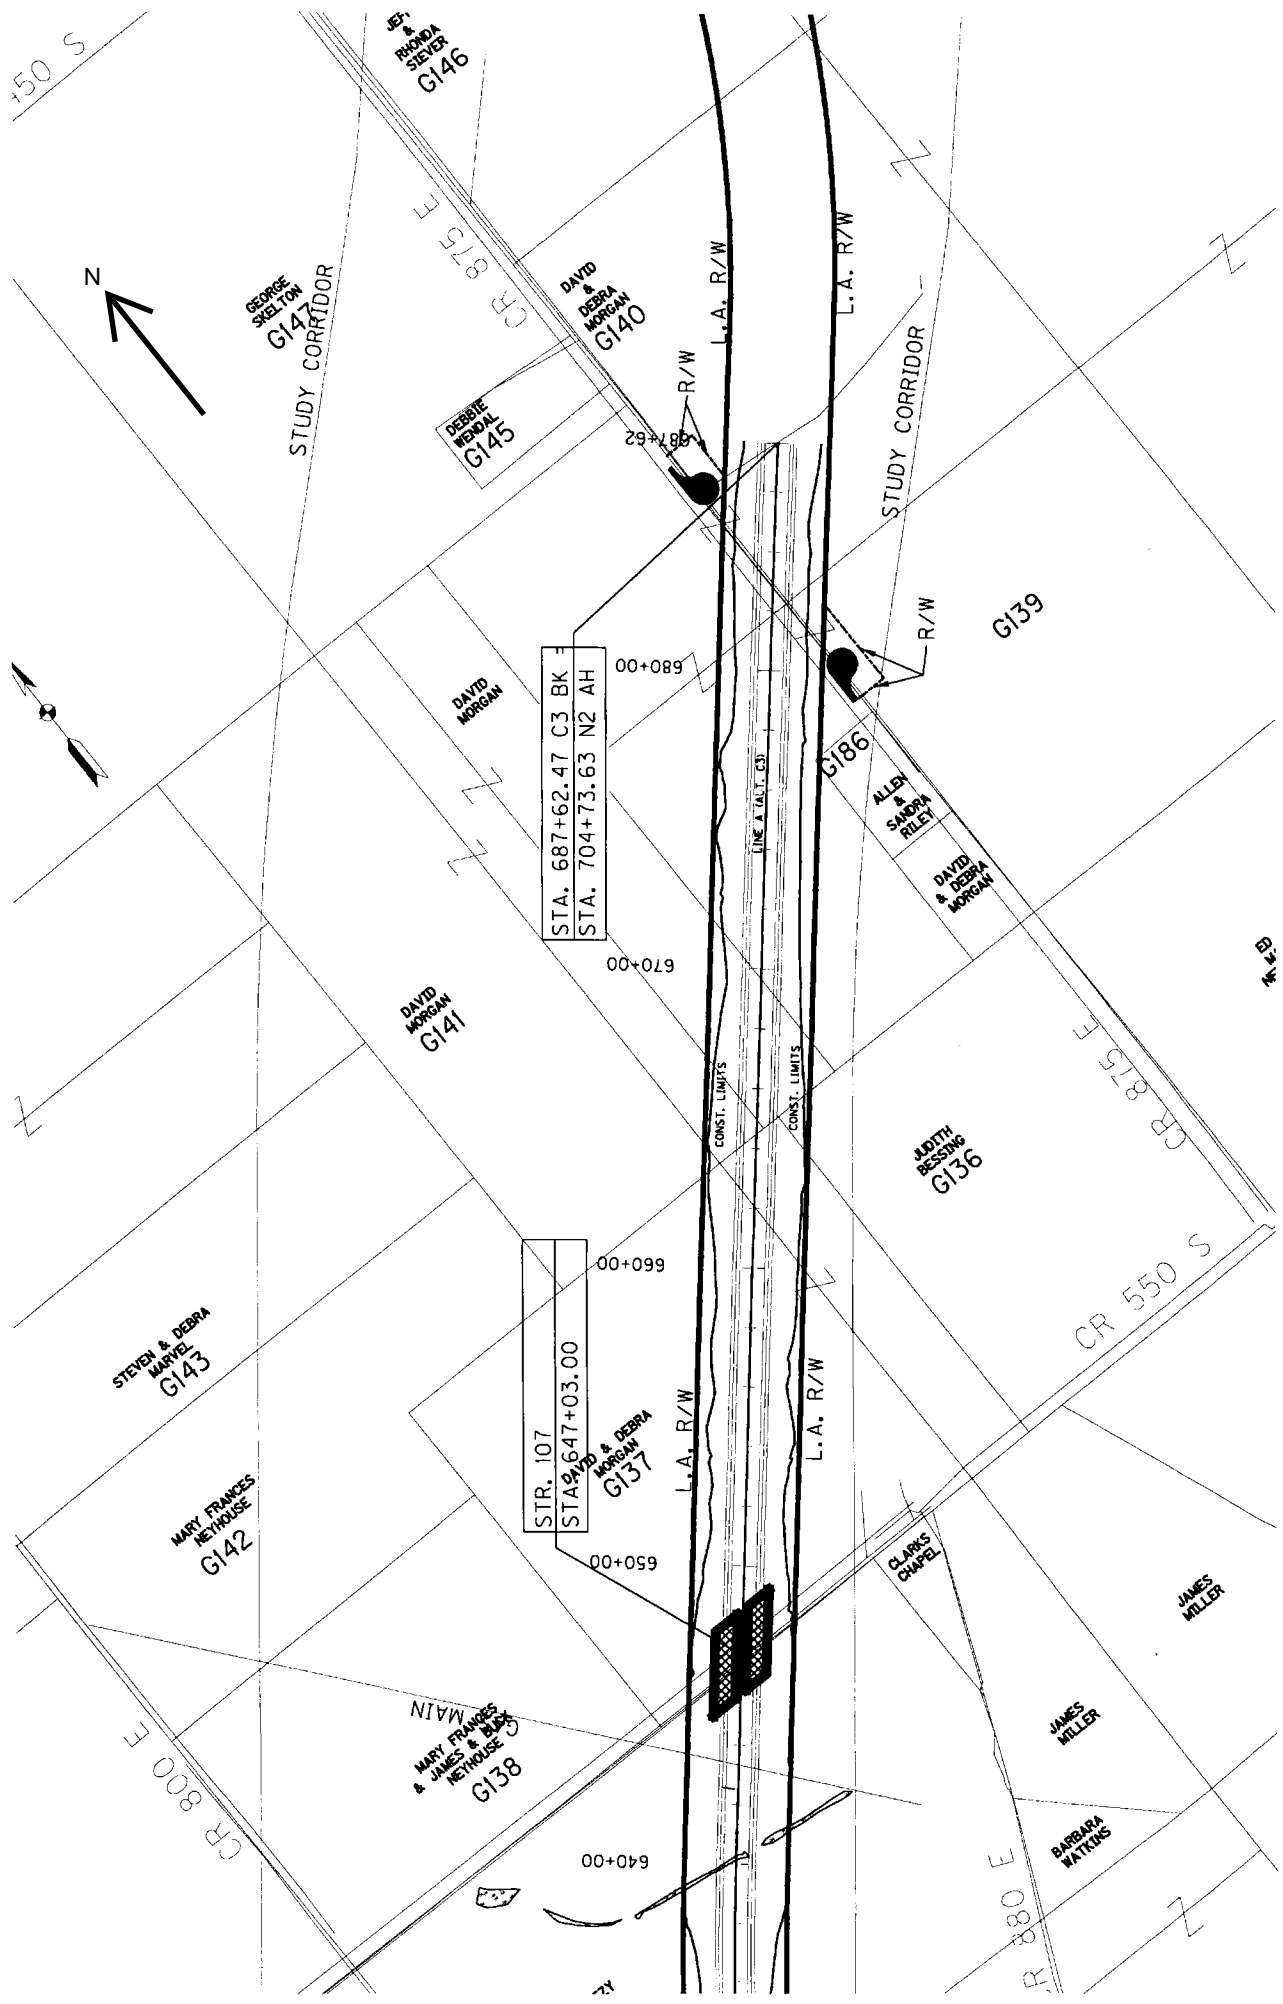 JEFF
&
RHONDA
SIEVER
G146
450 S
CR 875 E
L.A. R/W
L.A. R/W
N
GEORGE
SKELTON
G147
STUDY CORRIDOR
DAVID
&
DEBRA
MORGAN
G140
R/W
STUDY CORRIDOR
DEBBIE
WENDAL
G145
687+62
R/W
G139
680+00
DAVID
MORGAN
STA. 687+62.47 C3 BK =
STA. 704+73.63 N2 AH
G186
LINE A (ALT. C3)
ALLEN
&
SANDRA
RILEY
DAVID
& DEBRA
MORGAN
ED
670+00
DAVID
MORGAN
G141
CONST. LIMITS
CONST. LIMITS
CR 875 E
JUDITH
BESSING
G136
660+00
CR 550 S
STEVEN & DEBRA
MARVEL
G143
STR. 107
STA. 647+03.00
L.A. R/W
L.A. R/W
DAVID & DEBRA
MORGAN
G137
MARY FRANCES
NEYHOUSE
G142
650+00
CLARKS
CHAPEL
JAMES
MILLER
G MAIN
MARY FRANCES
& JAMES & BUCK
NEYHOUSE
G138
JAMES
MILLER
CR 800 E
BARBARA
WATKINS
640+00
CR 880 E
ZY